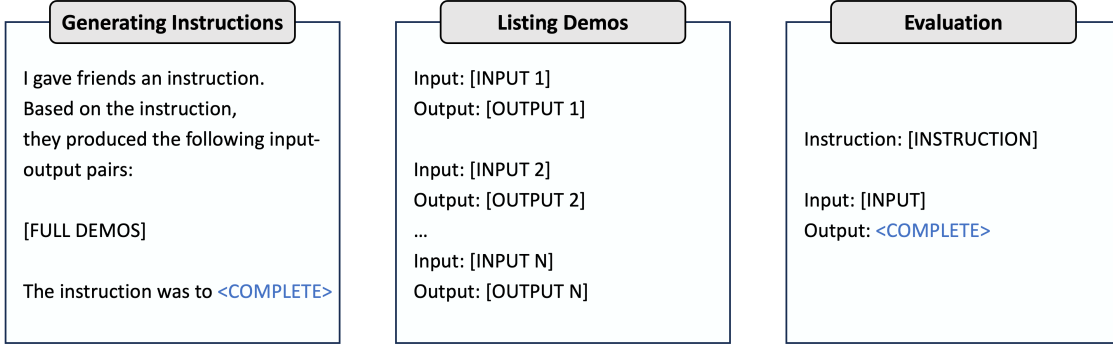 Generating Instructions
I gave friends an instruction.
Based on the instruction,
they produced the following input-
output pairs:
[FULL DEMOS]
The instruction was to <COMPLETE>
Listing Demos
Input: [INPUT 1]
Output: [OUTPUT 1]
Input: [INPUT 2]
Output: [OUTPUT 2]
...
Input: [INPUT N]
Output: [OUTPUT N]
Evaluation
Instruction: [INSTRUCTION]
Input: [INPUT]
Output: <COMPLETE>